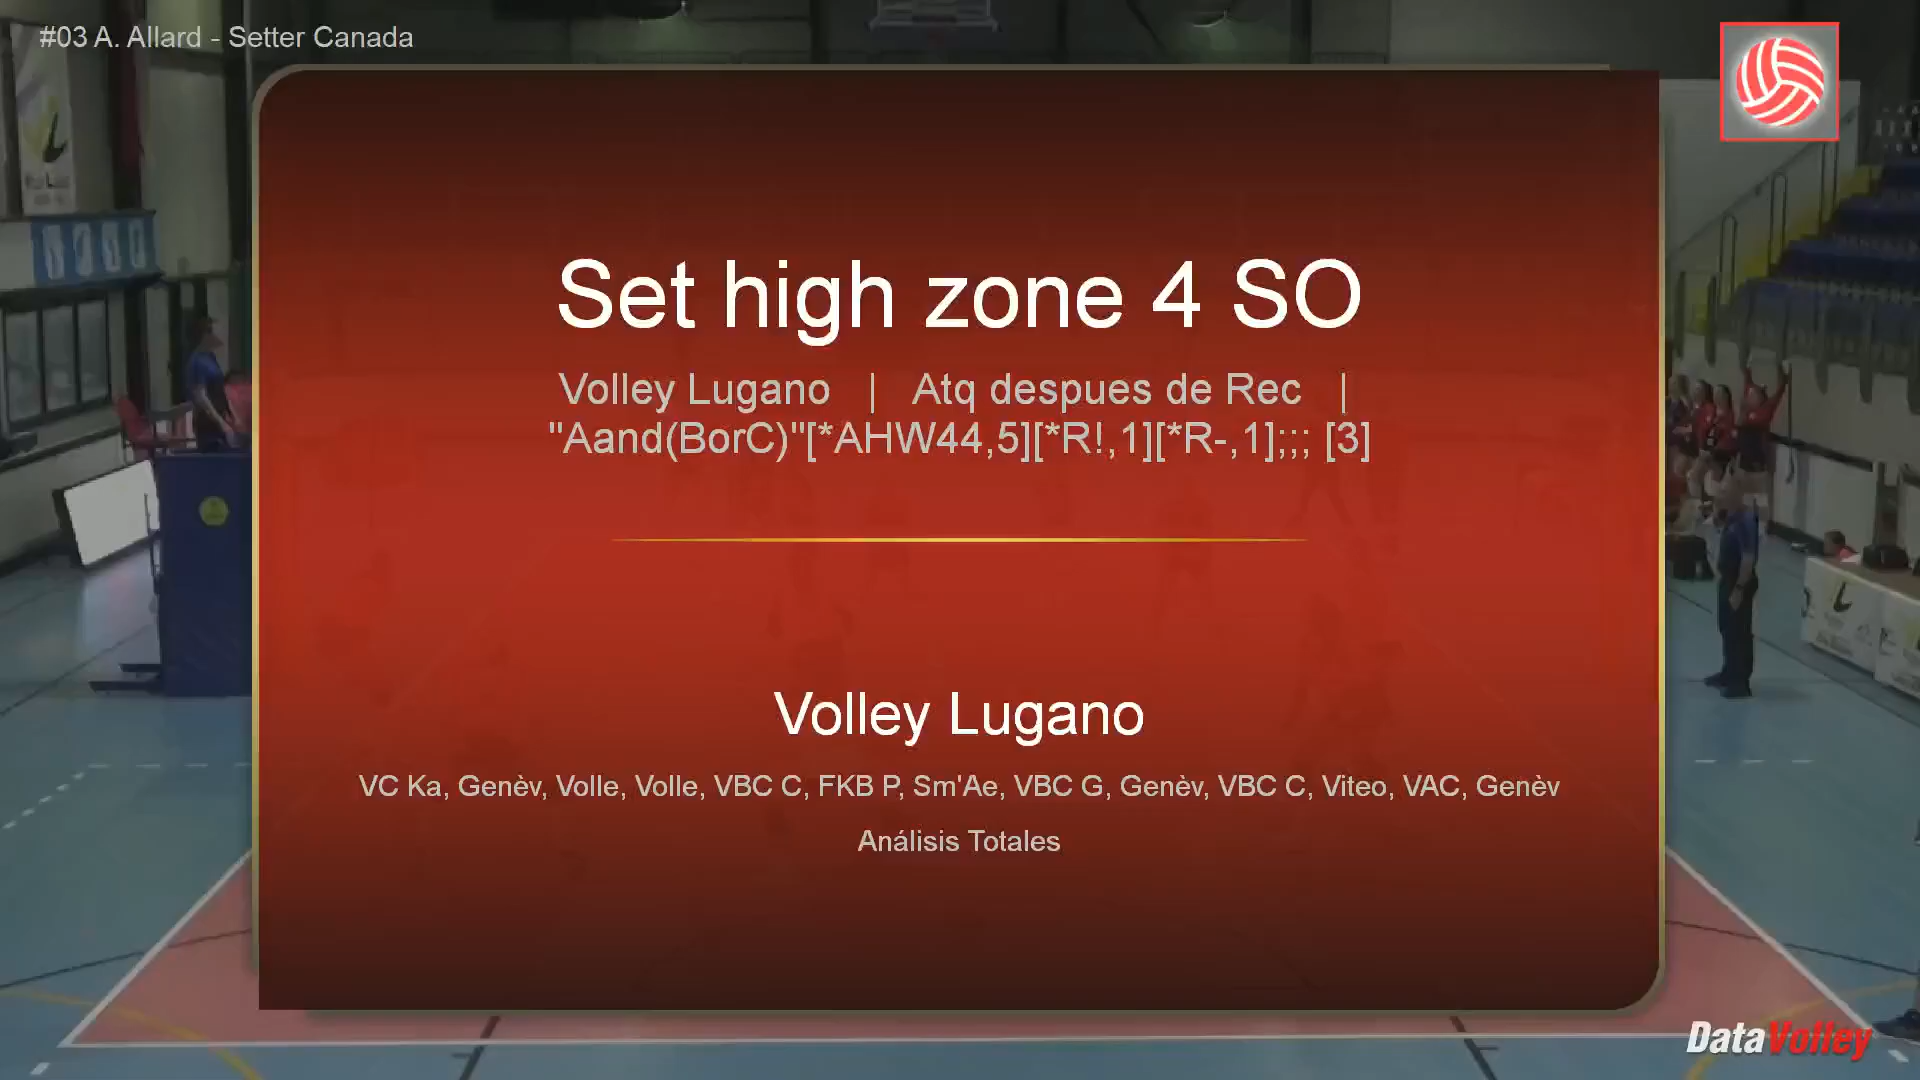 #03 A. Allard - Setter Canada
Set high zone 4 SO
Volley Lugano | Atq despues de Rec |
"Aand(BorC)"[*AHW44,5][*R!,1][*R-,1];;; [3]
Volley Lugano
VC Ka, Genèv, Volle, Volle, VBC C, FKB P, Sm'Ae, VBC G, Genèv, VBC C, Viteo, VAC, Genèv
Análisis Totales
DataVolley